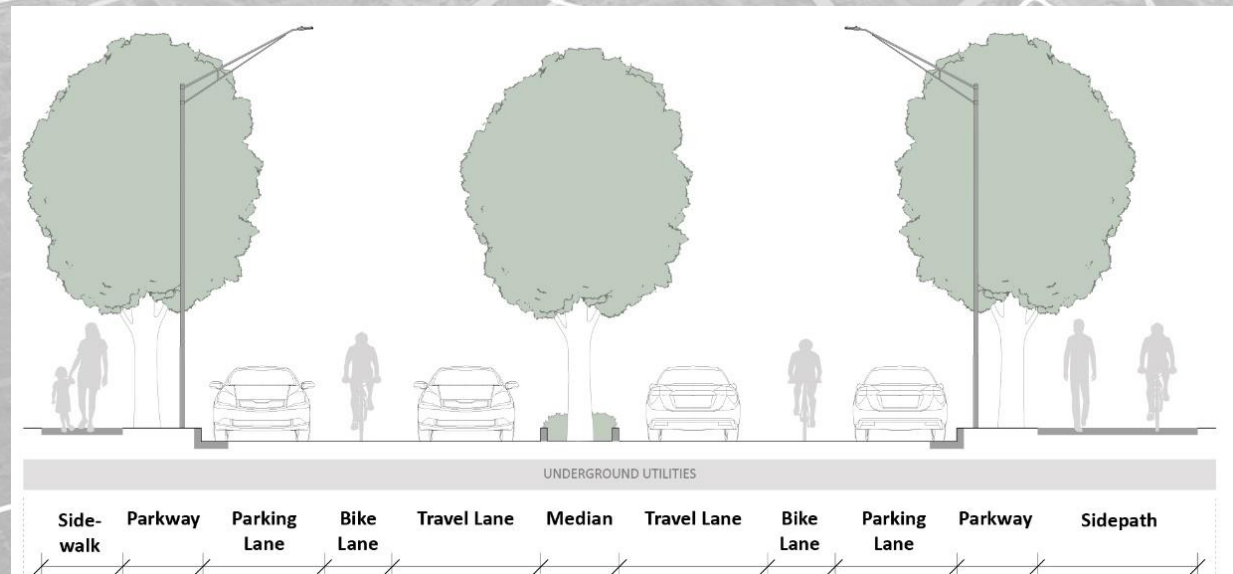 UNDERGROUND UTILITIES
Side-
walk
Parkway
Parking
Lane
Bike
Lane
Travel Lane
Median
Travel Lane
Bike
Lane
Parking
Lane
Parkway
Sidepath